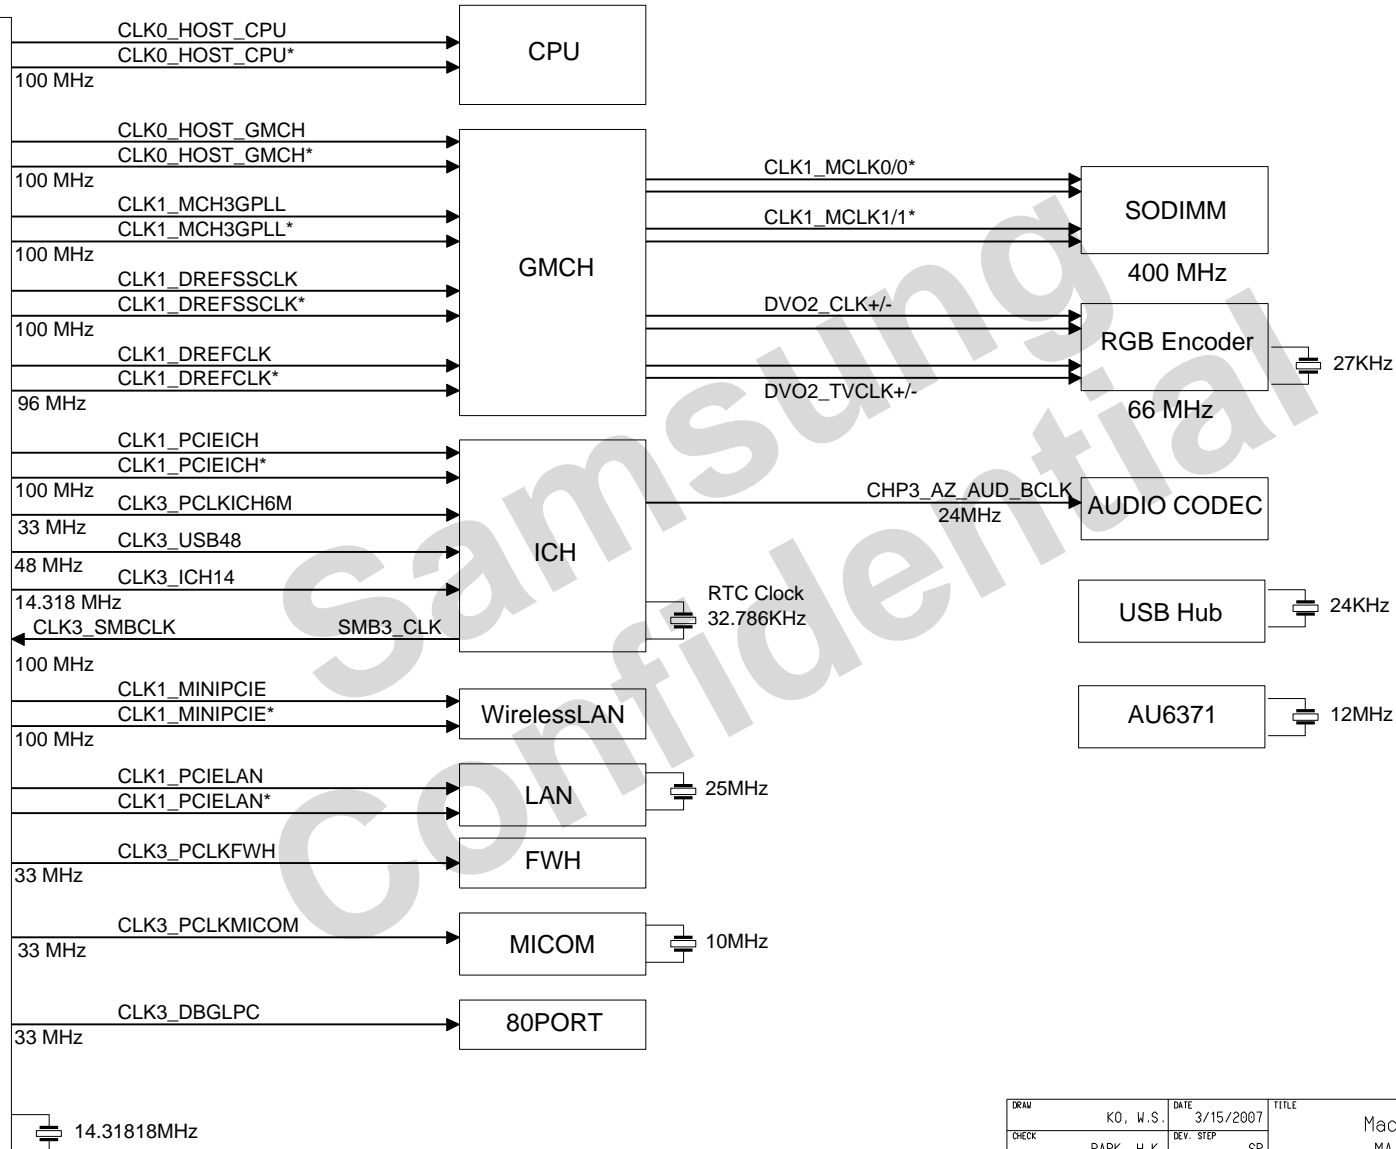 CLK0_HOST_CPU
CLK0_HOST_CPU*
100 MHz
CPU
CLK0_HOST_GMCH
CLK0_HOST_GMCH*
100 MHz
CLK1_MCH3GPLL
CLK1_MCH3GPLL*
100 MHz
CLK1_DREFSSCLK
CLK1_DREFSSCLK*
100 MHz
CLK1_DREFCLK
CLK1_DREFCLK*
96 MHz
GMCH
CLK1_MCLK0/0*
CLK1_MCLK1/1*
SODIMM
400 MHz
DVO2_CLK+/-
DVO2_TVCLK+/-
RGB Encoder
66 MHz
27KHz
CLK1_PCIEICH
CLK1_PCIEICH*
100 MHz
CLK3_PCLKICH6M
33 MHz
CLK3_USB48
48 MHz
CLK3_ICH14
14.318 MHz
CLK3_SMBCLK
SMB3_CLK
100 MHz
ICH
RTC Clock
32.786KHz
CHP3_AZ_AUD_BCLK
24MHz
AUDIO CODEC
USB Hub
24KHz
AU6371
12MHz
CLK1_MINIPCIE
CLK1_MINIPCIE*
100 MHz
WirelessLAN
CLK1_PCIELAN
CLK1_PCIELAN*
LAN
25MHz
CLK3_PCLKFWH
33 MHz
FWH
CLK3_PCLKMICOM
33 MHz
MICOM
10MHz
CLK3_DBGLPC
33 MHz
80PORT
14.31818MHz
Samsung
Confidential
DRAW
KO, W.S.
DATE
3/15/2007
TITLE
Mac
CHECK
PARK, H.K
DEV. STEP
SR
MA